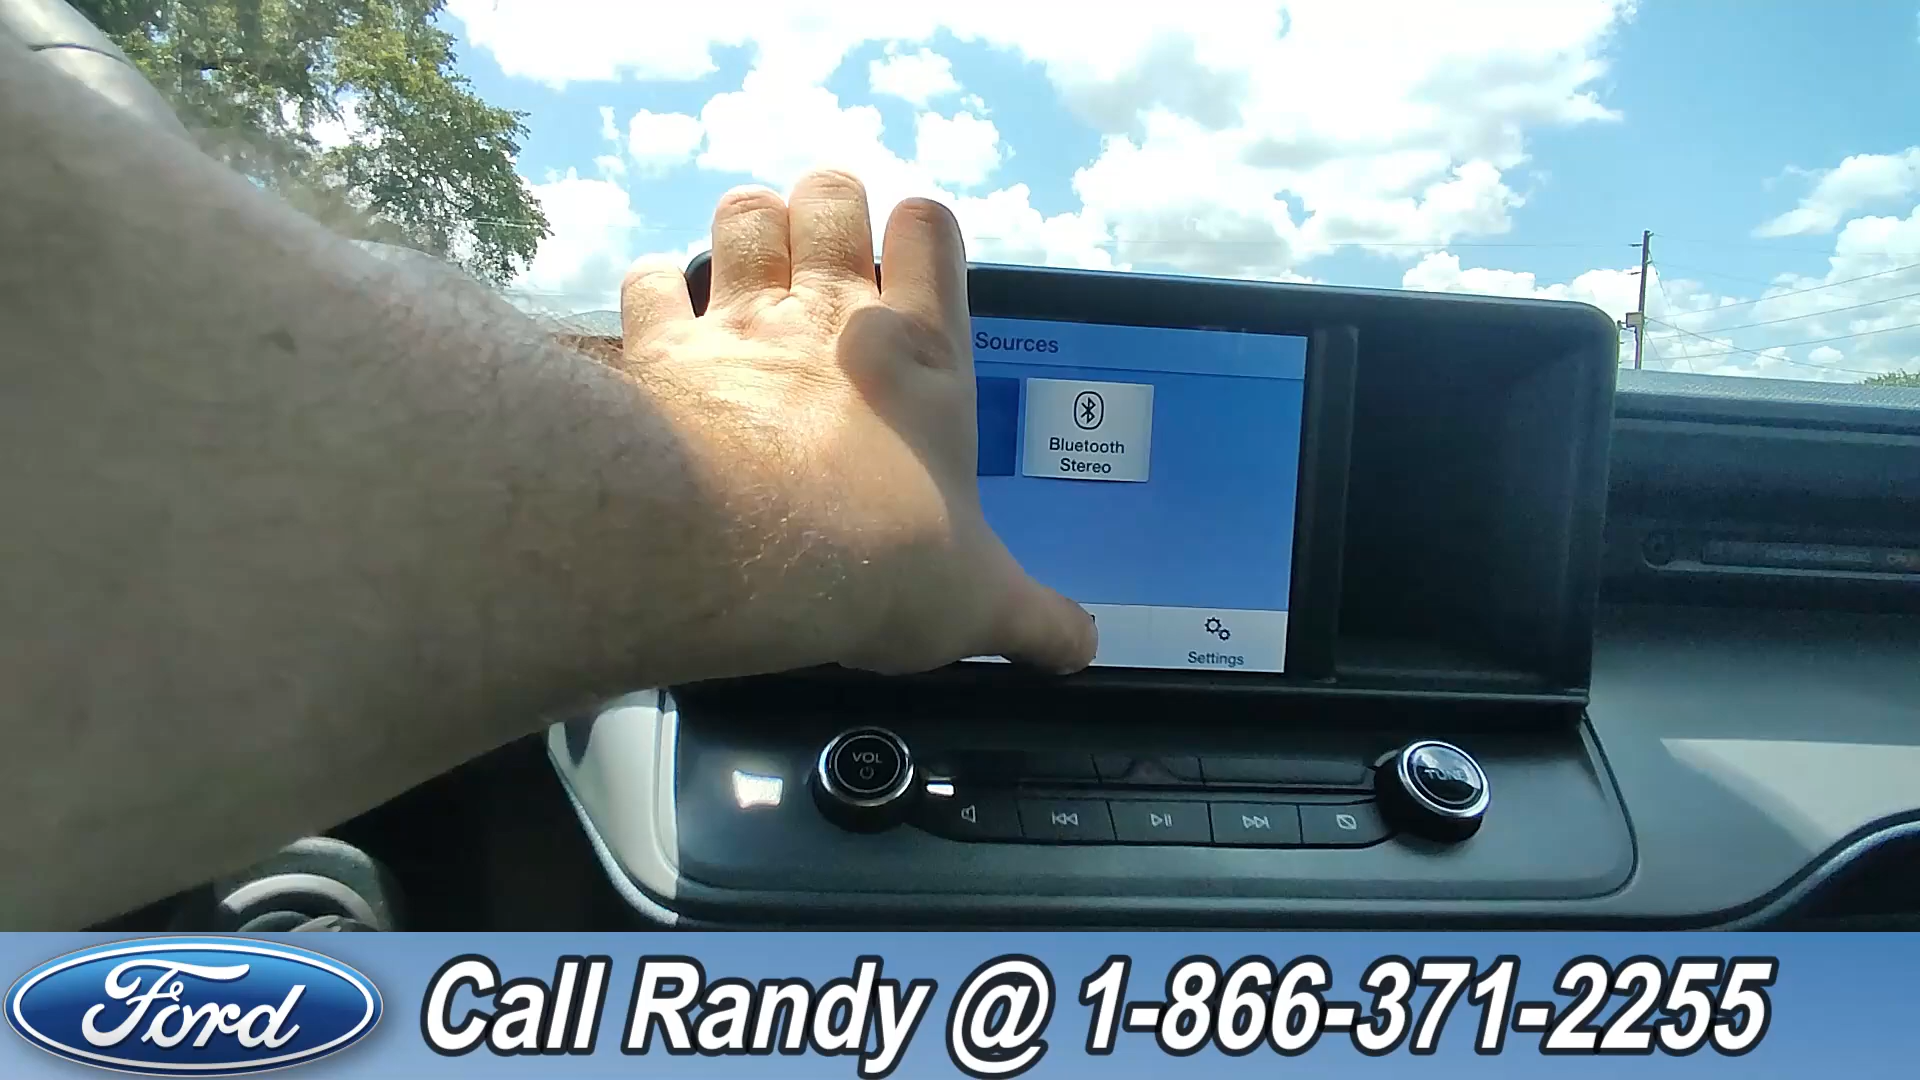 Sources
Bluetooth
Stereo
Settings
VOL
TUNE
Ford
Call Randy @ 1-866-371-2255